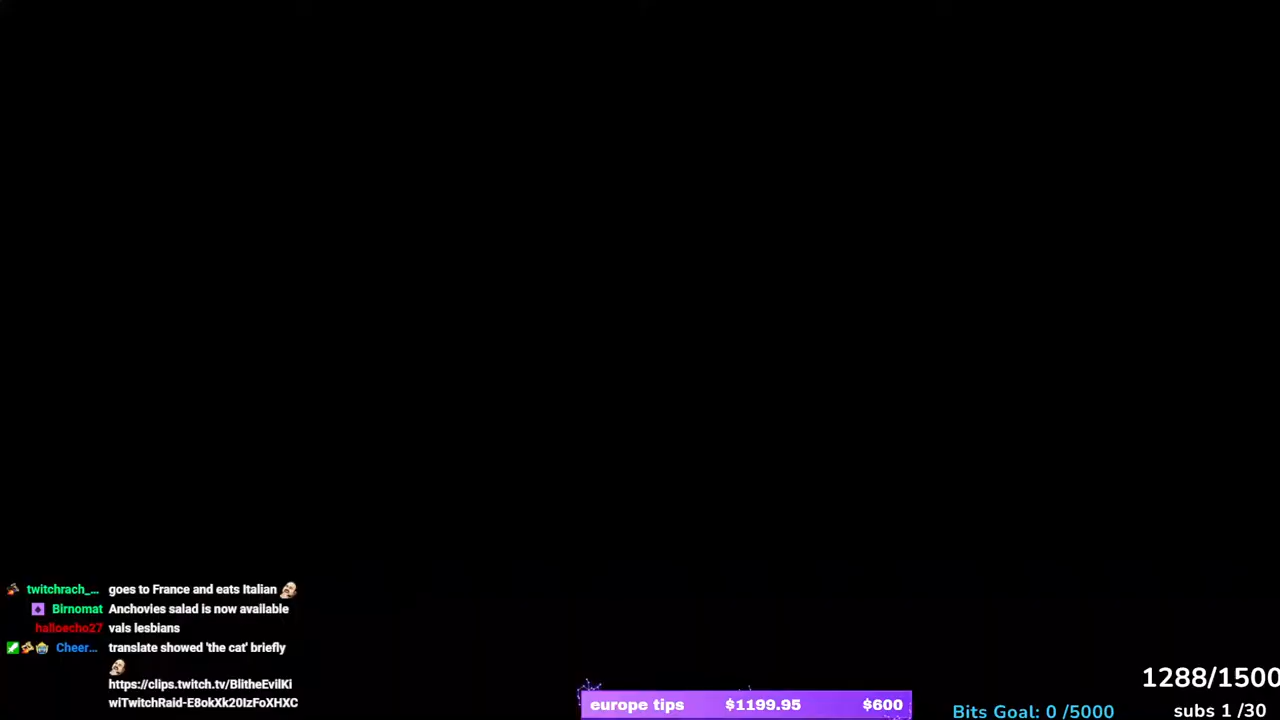 twitchrach_... goes to France and eats Italian
Birnomat Anchovies salad is now available
halloecho27 vals lesbians
Cheer... translate showed 'the cat' briefly
https://clips.twitch.tv/BlitheEvilKi
wlTwitchRaid-E8okXk20IzFoXHXC
europe tips $1199.95 $600
1288/1500
Bits Goal: 0 /5000
subs 1 /30